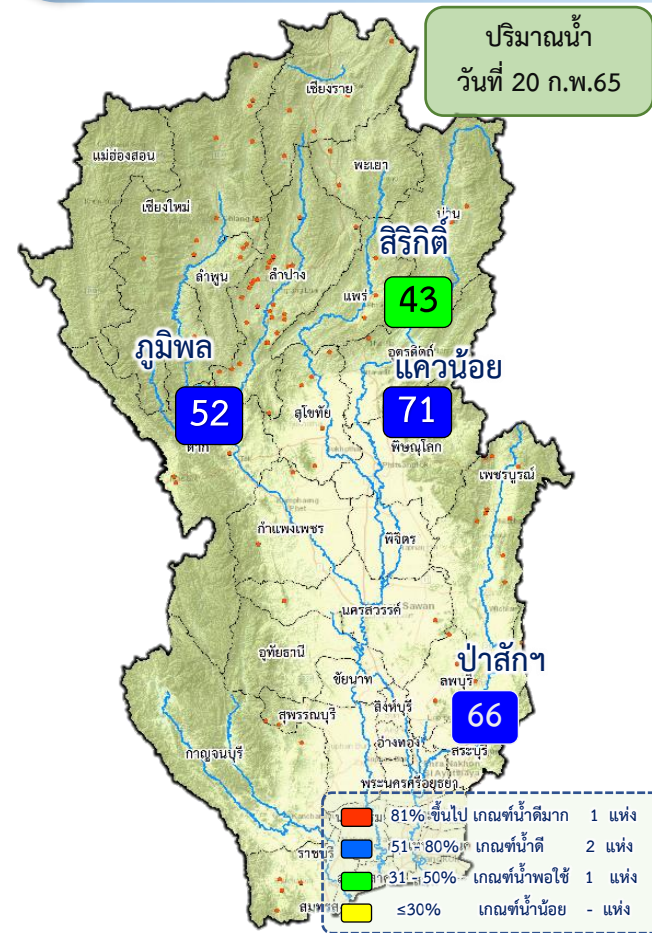 ปริมาณน้ำ
วันที่ 20 ก.พ.65
เชียงราย
แม่ฮ่องสอน
พะเยา
เชียงใหม่
น่าน
สิริกิติ์
ลำพูน
ลำปาง
แพร่
43
ภูมิพล
อุตรดิตถ์
แควน้อย
52
สุโขทัย
71
ตาก
พิษณุโลก
เพชรบูรณ์
กำแพงเพชร
พิจิตร
นครสวรรค์
Sawan
อุทัยธานี
ป่าสักฯ
ชัยนาท
ลพบุรี
สุพรรณบุรี
สิงห์บุรี
66
อ่างทอง
กาญจนบุรี
สระบุรี
พระนครศรีอยุธยา
81% ขึ้นไป เกณฑ์น้ำดีมาก 1 แห่ง
51 - 80% เกณฑ์น้ำดี 2 แห่ง
ราชบุรี
31 - 50% เกณฑ์น้ำพอใช้ 1 แห่ง
≤30% เกณฑ์น้ำน้อย - แห่ง